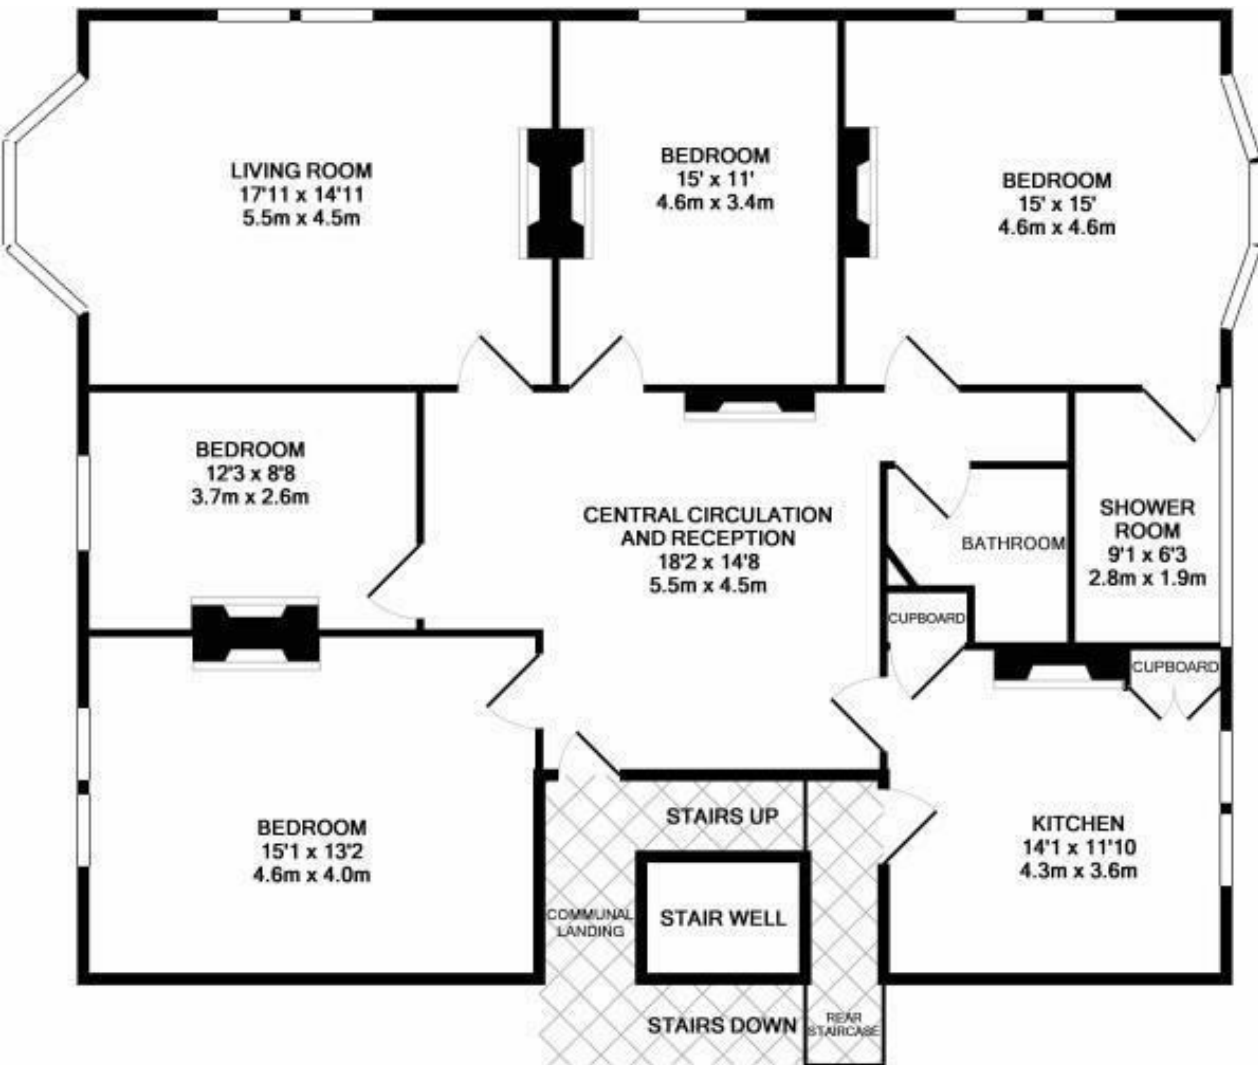 LIVING ROOM
17'11 x 14'11
5.5m x 4.5m
BEDROOM
15' x 11'
4.6m x 3.4m
BEDROOM
15' x 15'
4.6m x 4.6m
BEDROOM
12'3 x 8'8
3.7m x 2.6m
CENTRAL CIRCULATION
AND RECEPTION
18'2 x 14'8
5.5m x 4.5m
BATHROOM
SHOWER
ROOM
9'1 x 6'3
2.8m x 1.9m
CUPBOARD
CUPBOARD
BEDROOM
15'1 x 13'2
4.6m x 4.0m
STAIRS UP
KITCHEN
14'1 x 11'10
4.3m x 3.6m
COMMUNAL
LANDING
STAIR WELL
STAIRS DOWN
REAR
STAIRCASE